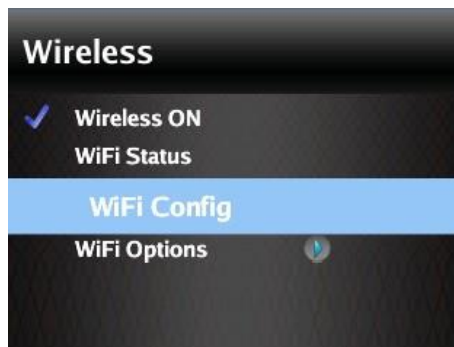 Wireless
Wireless ON
WiFi Status
WiFi Config
WiFi Options